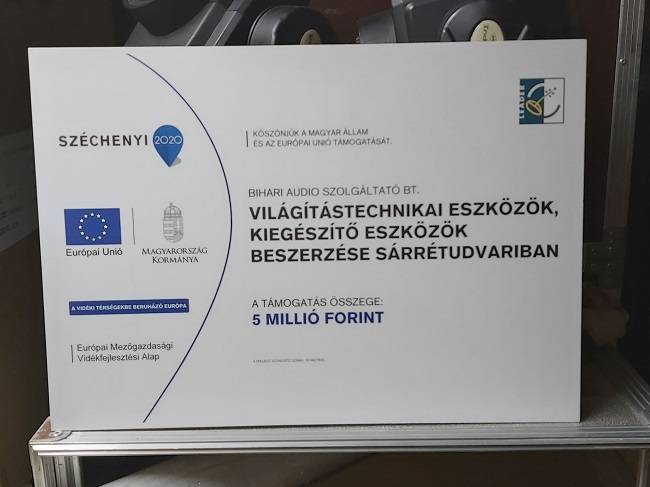 SZÉCHENYI 2020
KÖSZÖNJÜK A MAGYAR ÁLLAM
ÉS AZ EURÓPAI UNIÓ TÁMOGATÁSÁT.
LEADER
BIHARI AUDIO SZOLGÁLTATÓ BT.
VILÁGÍTÁSTECHNIKAI ESZKÖZÖK,
KIEGÉSZÍTŐ ESZKÖZÖK
BESZERZÉSE SÁRRÉTUDVARIBAN
Európai Unió
MAGYARORSZÁG
KORMÁNYA
A VIDÉKI TÉRSÉGEKBE BERUHÁZÓ EURÓPA
A TÁMOGATÁS ÖSSZEGE:
5 MILLIÓ FORINT
Európai Mezőgazdasági
Vidékfejlesztési Alap